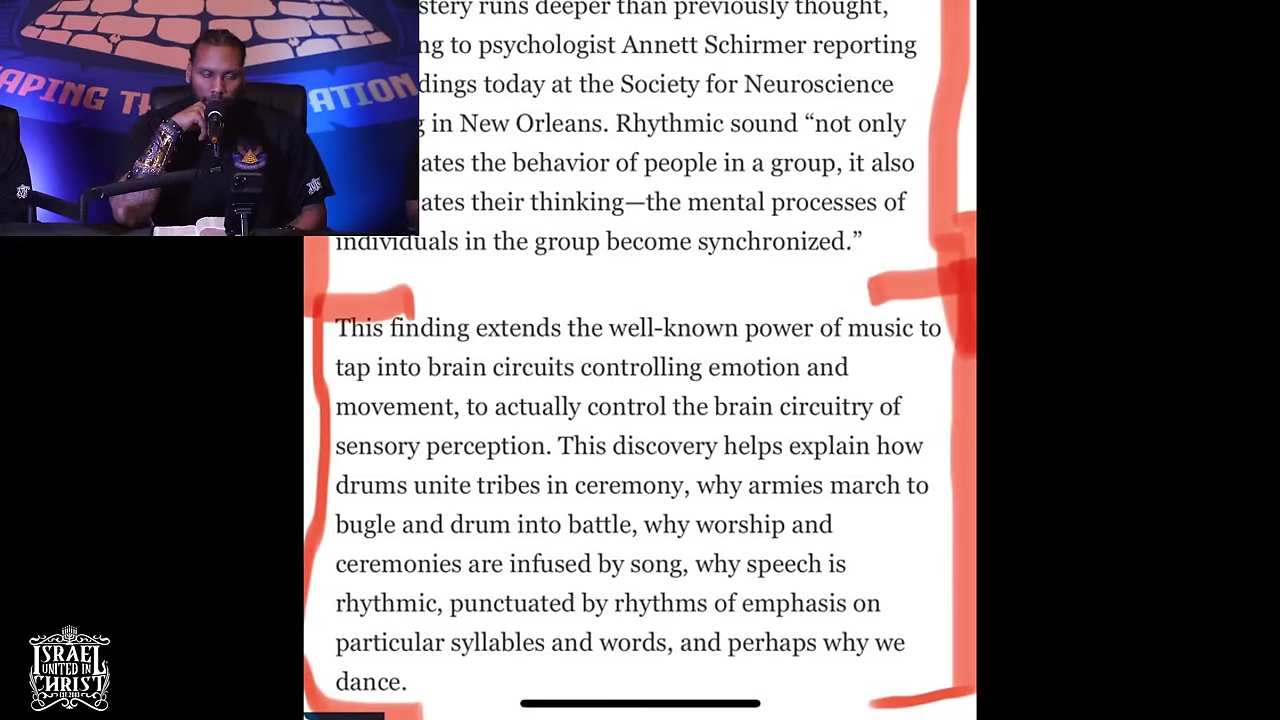 stery runs deeper than previously thought,
ng to psychologist Annett Schirmer reporting
dings today at the Society for Neuroscience
g in New Orleans. Rhythmic sound “not only
ates the behavior of people in a group, it also
ates their thinking—the mental processes of
individuals in the group become synchronized.”
This finding extends the well-known power of music to
tap into brain circuits controlling emotion and
movement, to actually control the brain circuitry of
sensory perception. This discovery helps explain how
drums unite tribes in ceremony, why armies march to
bugle and drum into battle, why worship and
ceremonies are infused by song, why speech is
rhythmic, punctuated by rhythms of emphasis on
particular syllables and words, and perhaps why we
dance.
APING TH ATION
ISRAEL
UNITED IN
CHRIST
EST. 2003